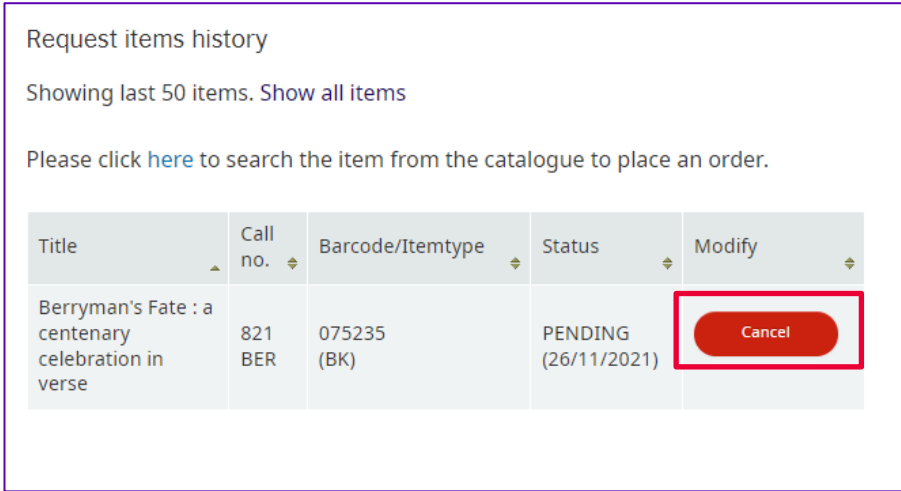 Request items history
Showing last 50 items. Show all items
Please click here to search the item from the catalogue to place an order.
Title
Call
no.
Barcode/Itemtype
Status
Modify
Berryman's Fate : a
centenary
celebration in
verse
821
BER
075235
(BK)
PENDING
(26/11/2021)
Cancel